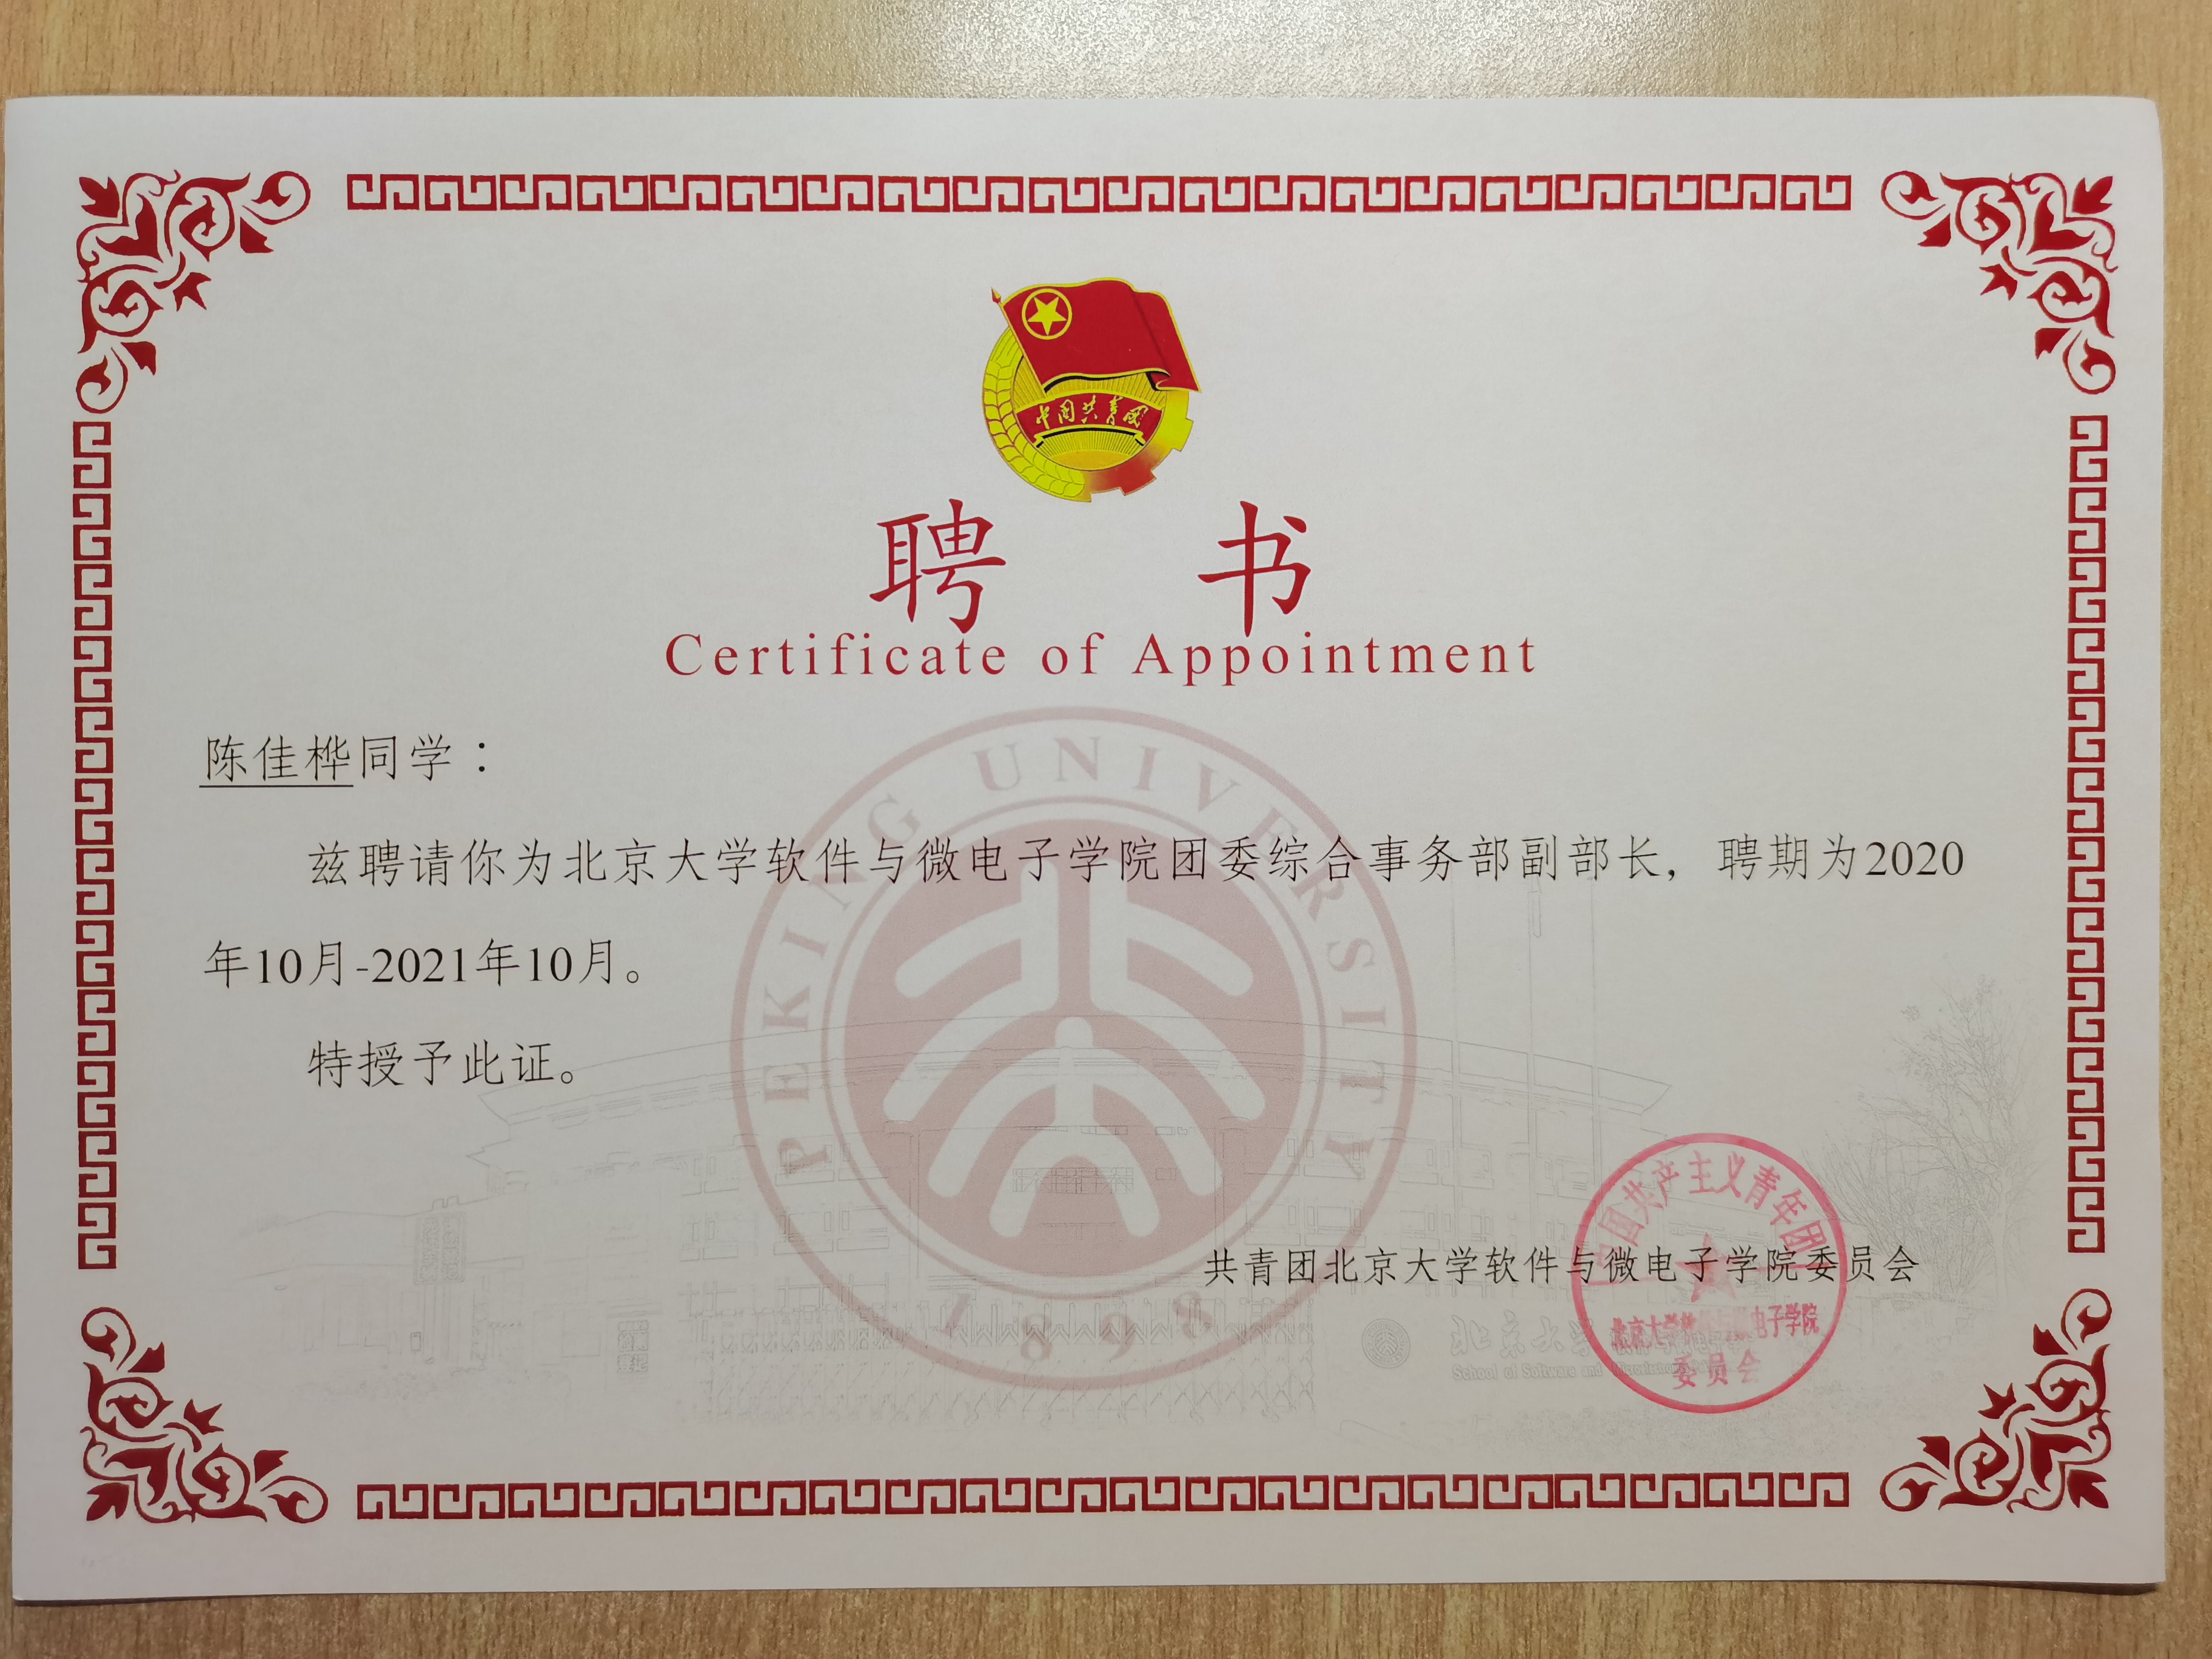 中国共青团
聘 书
Certificate of Appointment
陈佳桦同学：
兹聘请你为北京大学软件与微电子学院团委综合事务部副部长，聘期为2020
年10月-2021年10月。
特授予此证。
PEKING UNIVERSITY
1898
共青团北京大学软件与微电子学院委员会
中国共产主义青年团
北京大学软件与微电子学院
委员会
北京大学
School of Software and